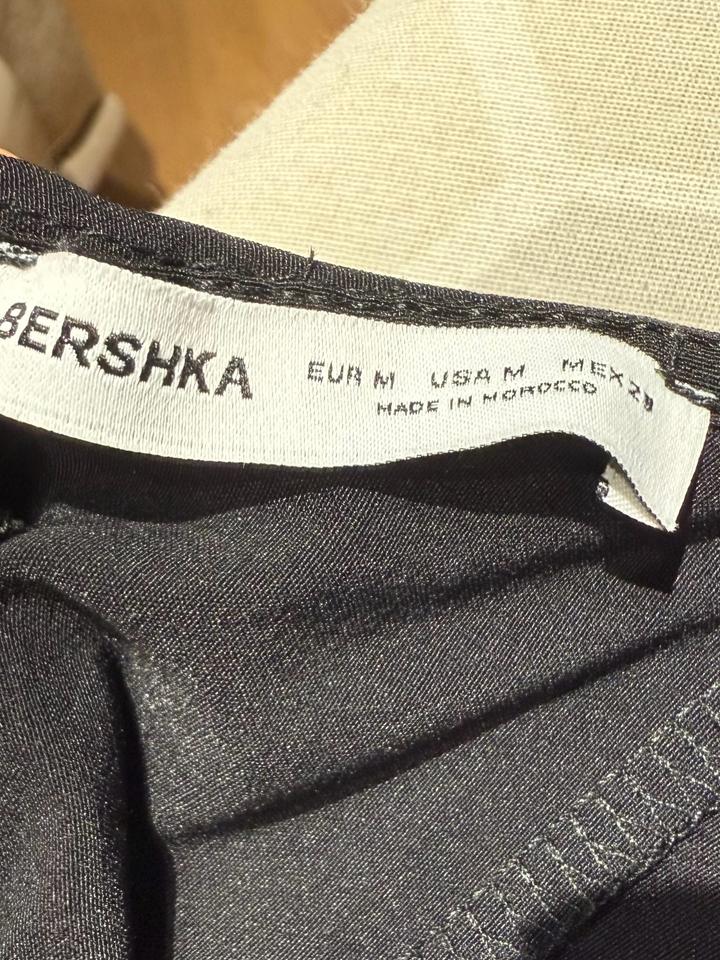 BERSHKA
EUR M USA M MEX 28
MADE IN MOROCCO